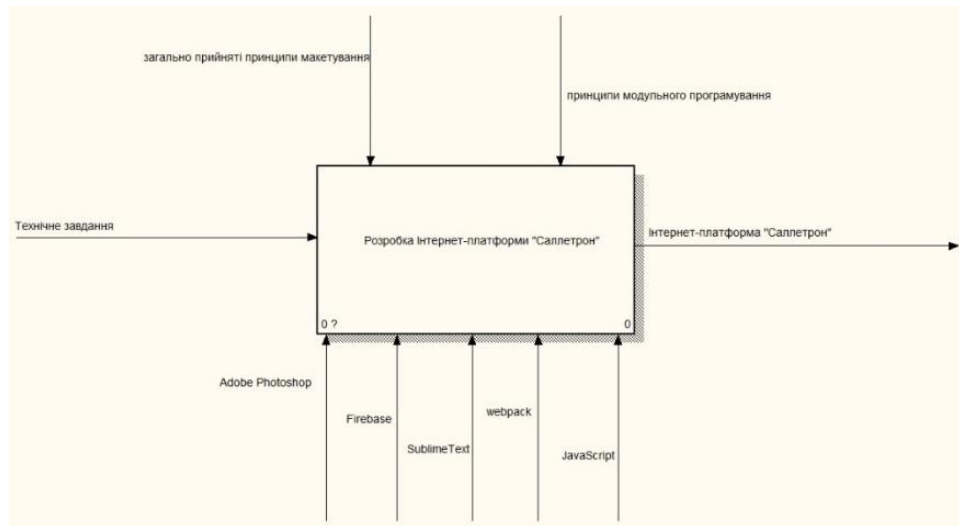 загально прийняті принципи макетування
принципи модульного програмування
Технічне завдання
Розробка Інтернет-платформи "Саллетрон"
Інтернет-платформа "Саллетрон"
0 ?
0
Adobe Photoshop
Firebase
webpack
SublimeText
JavaScript